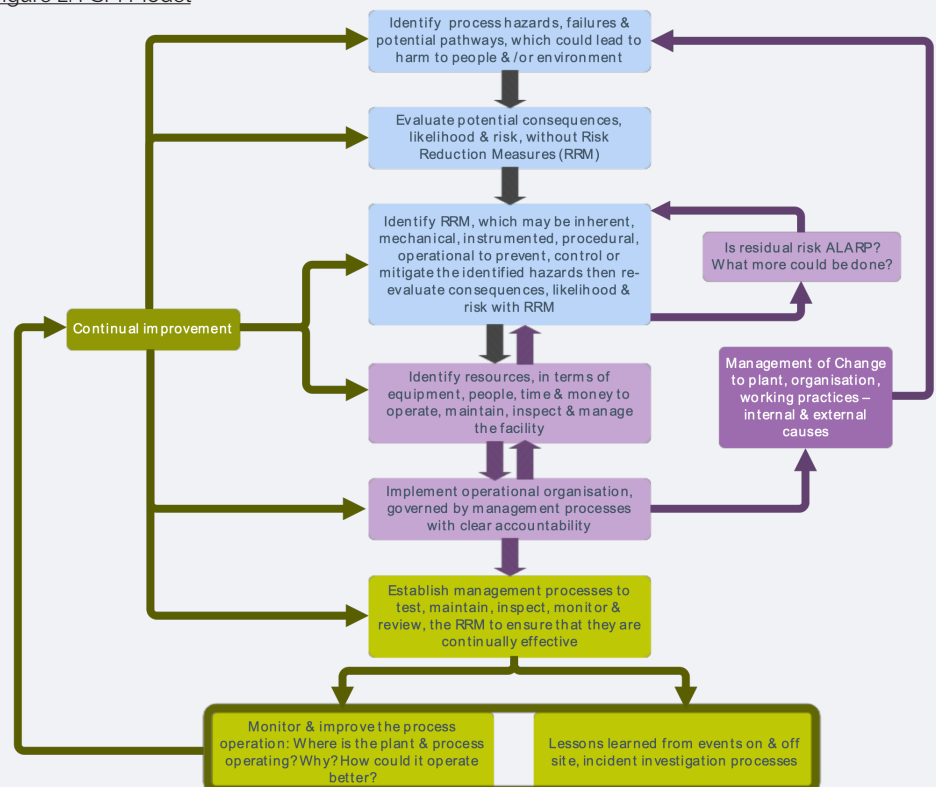 Identify process hazards, failures &
potential pathways, which could lead to
harm to people & /or environment
Evaluate potential consequences,
likelihood & risk, without Risk
Reduction Measures (RRM)
Identify RRM, which may be inherent,
mechanical, instrumented, procedural,
operational to prevent, control or
mitigate the identified hazards then re-
evaluate consequences, likelihood &
risk with RRM
Is residual risk ALARP?
What more could be done?
Continual improvement
Identify resources, in terms of
equipment, people, time & money to
operate, maintain, inspect & manage
the facility
Management of Change
to plant, organisation,
working practices –
internal & external
causes
Implement operational organisation,
governed by management processes
with clear accountability
Establish management processes to
test, maintain, inspect, monitor &
review, the RRM to ensure that they are
continually effective
Monitor & improve the process
operation: Where is the plant & process
operating? Why? How could it operate
better?
Lessons learned from events on & off
site, incident investigation processes